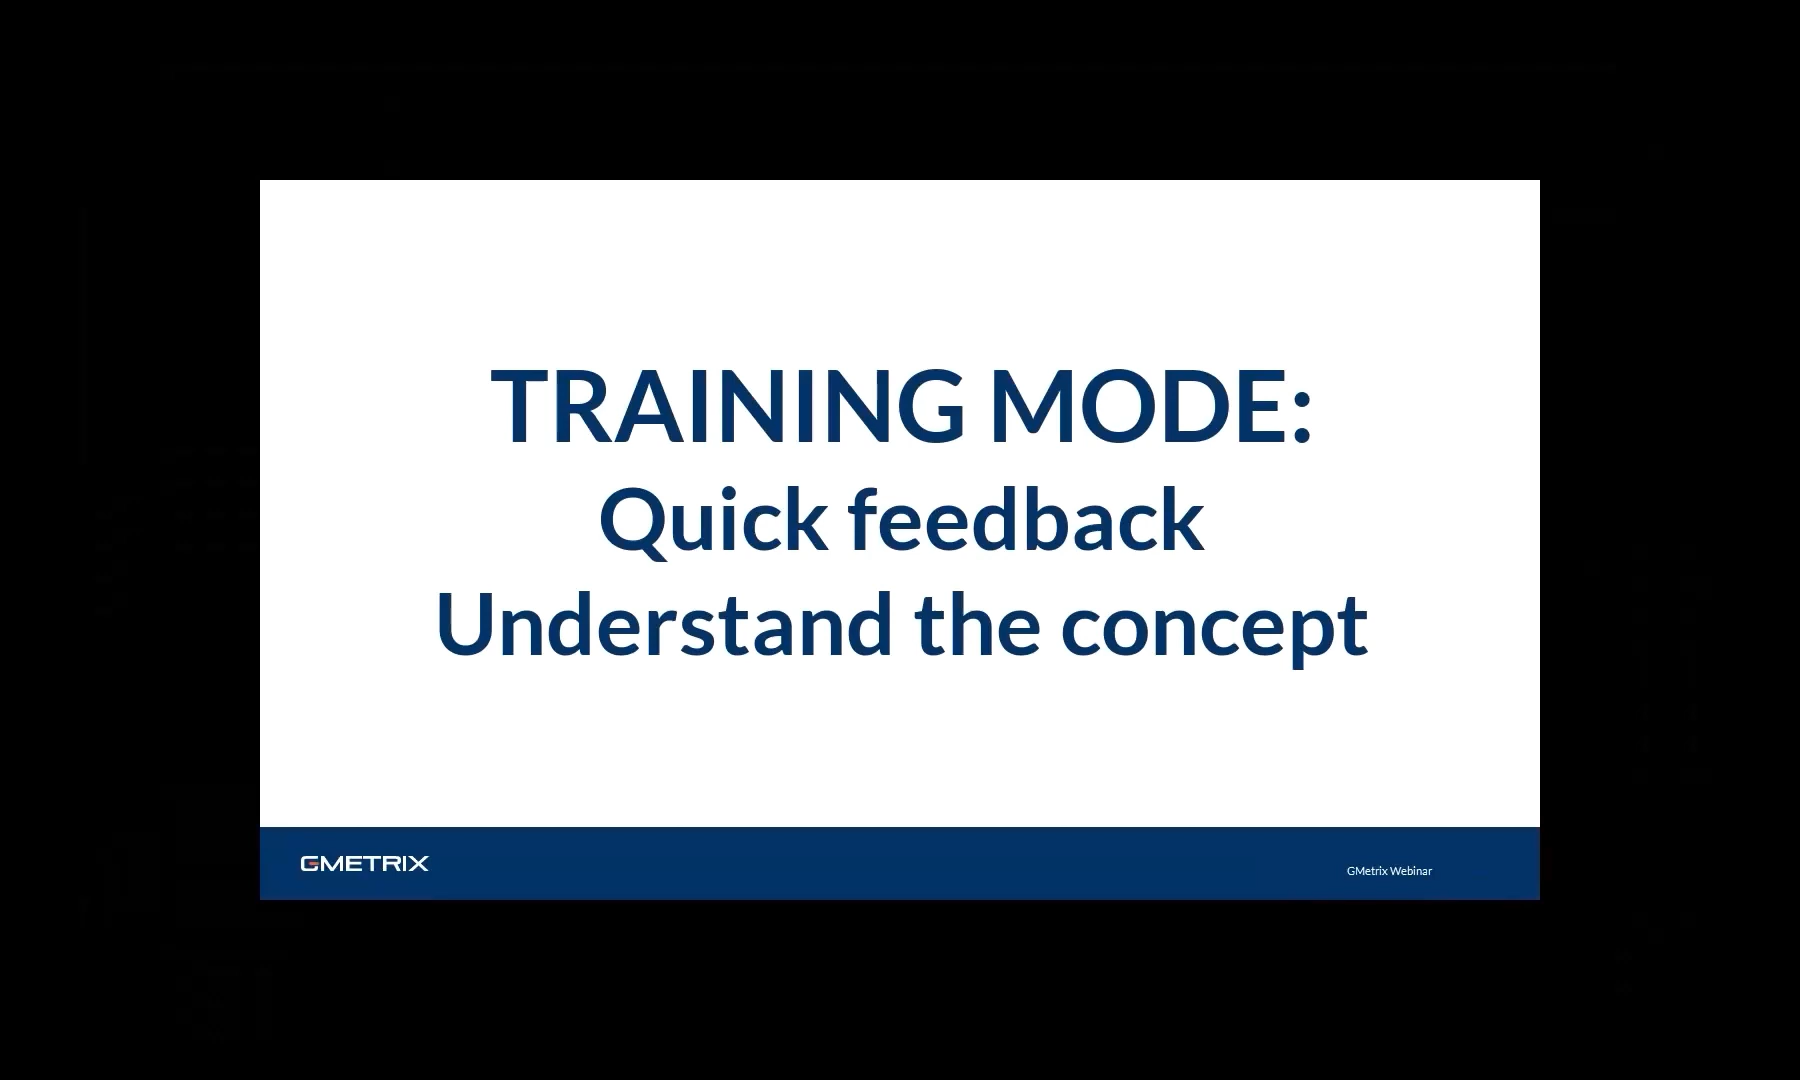 TRAINING MODE:
Quick feedback
Understand the concept
GMETRIX
GMetrix Webinar